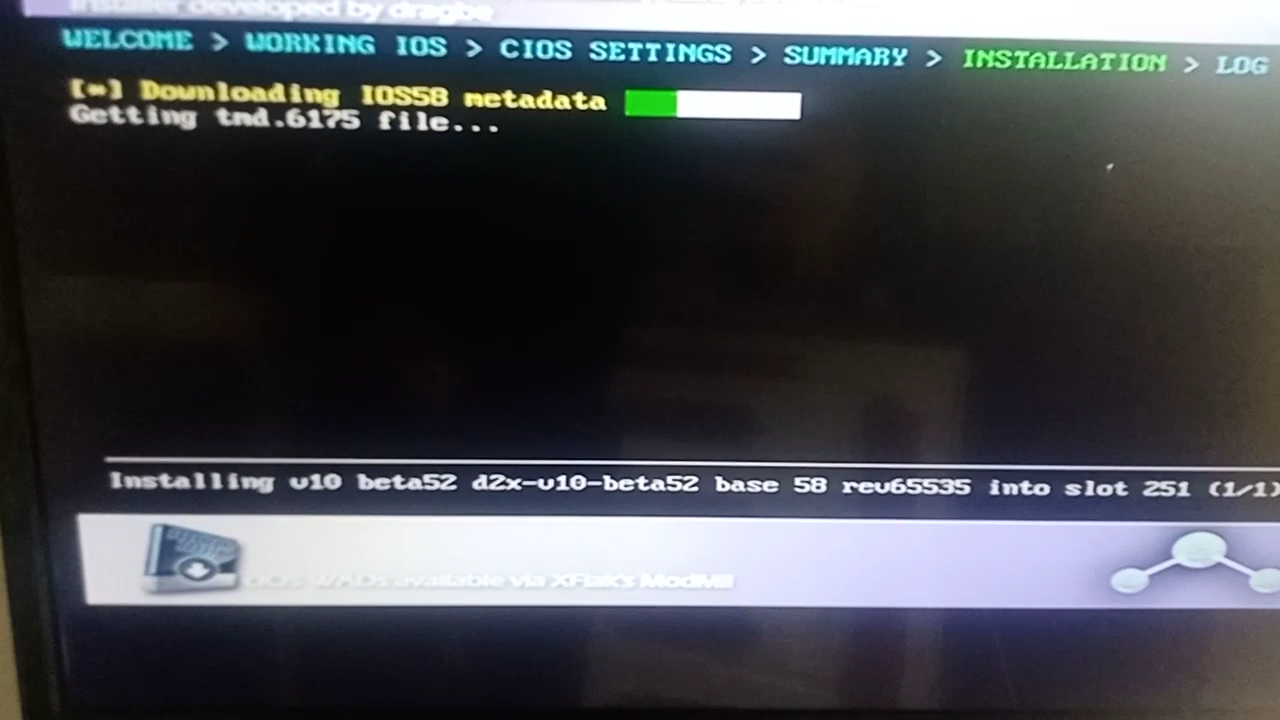 Installer developed by dragbe
WELCOME > WORKING IOS > CIOS SETTINGS > SUMMARY > INSTALLATION > LOG
[*] Downloading IOS58 metadata
Getting tmd.6175 file...
Installing v10 beta52 d2x-v10-beta52 base 58 rev65535 into slot 251 (1/1)
cIOS WADs available via XFlak's ModMii